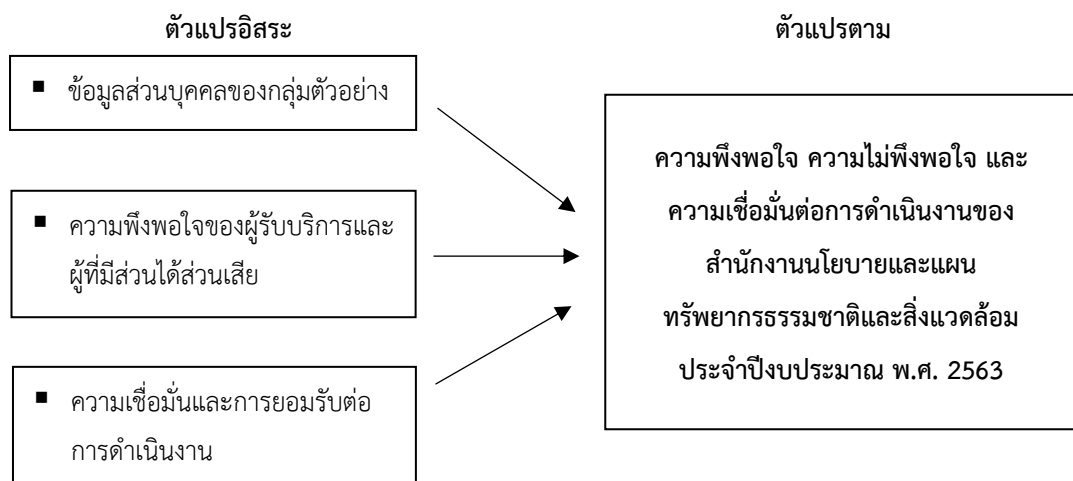 ตัวแปรอิสระ
ตัวแปรตาม
▪ ข้อมูลส่วนบุคคลของกลุ่มตัวอย่าง
▪ ความพึงพอใจของผู้รับบริการและ
ผู้ที่มีส่วนได้ส่วนเสีย
▪ ความเชื่อมั่นและการยอมรับต่อ
การดำเนินงาน
ความพึงพอใจ ความไม่พึงพอใจ และ
ความเชื่อมั่นต่อการดำเนินงานของ
สำนักงานนโยบายและแผน
ทรัพยากรธรรมชาติและสิ่งแวดล้อม
ประจำปีงบประมาณ พ.ศ. 2563